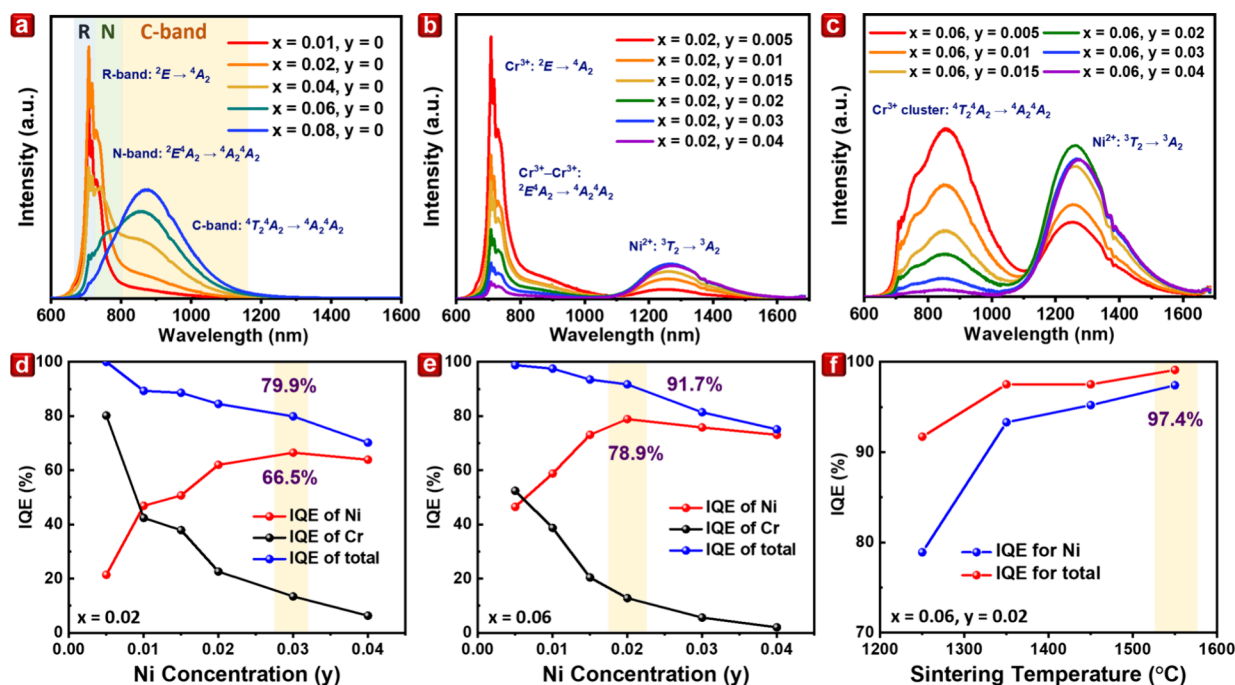 a
R N C-band
R-band: ²E → ⁴A₂
N-band: ²E⁴A₂ → ⁴A₂⁴A₂
C-band: ⁴T₂⁴A₂ → ⁴A₂⁴A₂
x = 0.01, y = 0
x = 0.02, y = 0
x = 0.04, y = 0
x = 0.06, y = 0
x = 0.08, y = 0
Intensity (a.u.)
600 800 1000 1200 1400 1600
Wavelength (nm)
b
Cr³⁺: ²E → ⁴A₂
Cr³⁺–Cr³⁺:
²E⁴A₂ → ⁴A₂⁴A₂
Ni²⁺: ³T₂ → ³A₂
x = 0.02, y = 0.005
x = 0.02, y = 0.01
x = 0.02, y = 0.015
x = 0.02, y = 0.02
x = 0.02, y = 0.03
x = 0.02, y = 0.04
Intensity (a.u.)
600 800 1000 1200 1400 1600
Wavelength (nm)
c
x = 0.06, y = 0.005 x = 0.06, y = 0.02
x = 0.06, y = 0.01 x = 0.06, y = 0.03
x = 0.06, y = 0.015 x = 0.06, y = 0.04
Cr³⁺ cluster: ⁴T₂⁴A₂ → ⁴A₂⁴A₂
Ni²⁺: ³T₂ → ³A₂
Intensity (a.u.)
600 800 1000 1200 1400 1600
Wavelength (nm)
d
100
80
60
40
20
0
IQE (%)
79.9%
66.5%
IQE of Ni
IQE of Cr
IQE of total
x = 0.02
0.00 0.01 0.02 0.03 0.04
Ni Concentration (y)
e
100
80
60
40
20
0
IQE (%)
91.7%
78.9%
IQE of Ni
IQE of Cr
IQE of total
x = 0.06
0.00 0.01 0.02 0.03 0.04
Ni Concentration (y)
f
100
90
80
70
IQE (%)
97.4%
IQE for Ni
IQE for total
x = 0.06, y = 0.02
1200 1300 1400 1500 1600
Sintering Temperature (°C)